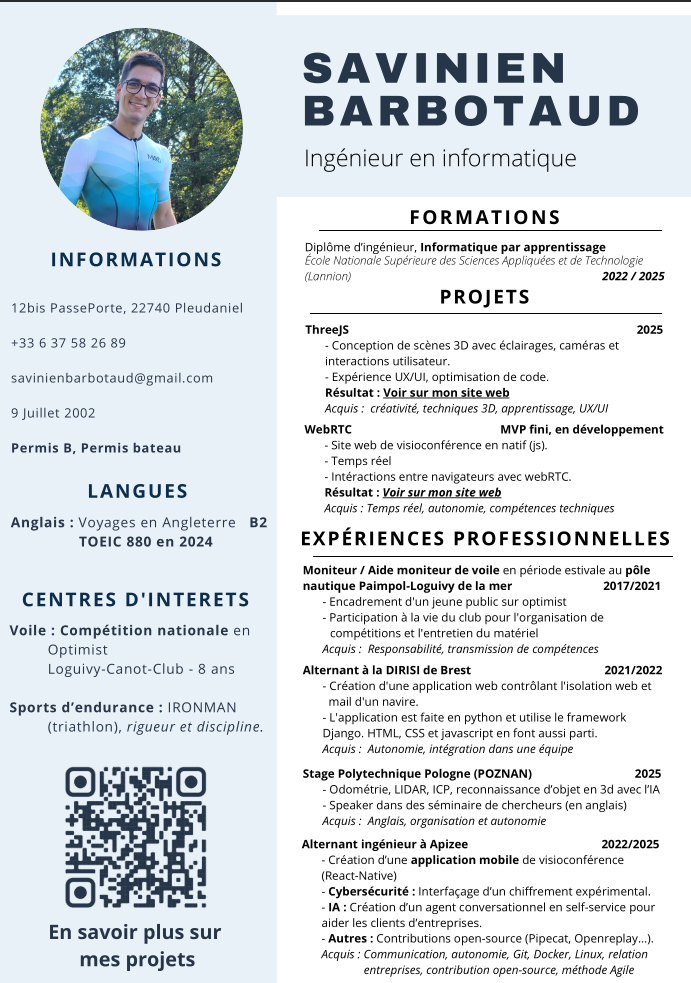 SAVINIEN
BARBOTAUD
Ingénieur en informatique
INFORMATIONS
12bis PassePorte, 22740 Pleudaniel
+33 6 37 58 26 89
savinienbarbotaud@gmail.com
9 Juillet 2002
Permis B, Permis bateau
LANGUES
Anglais : Voyages en Angleterre B2
TOEIC 880 en 2024
CENTRES D'INTERETS
Voile : Compétition nationale en
Optimist
Loguivy-Canot-Club - 8 ans
Sports d’endurance : IRONMAN
(triathlon), rigueur et discipline.
En savoir plus sur
mes projets
FORMATIONS
Diplôme d’ingénieur, Informatique par apprentissage
École Nationale Supérieure des Sciences Appliquées et de Technologie
(Lannion) 2022 / 2025
PROJETS
ThreeJS 2025
- Conception de scènes 3D avec éclairages, caméras et
interactions utilisateur.
- Expérience UX/UI, optimisation de code.
Résultat : Voir sur mon site web
Acquis : créativité, techniques 3D, apprentissage, UX/UI
WebRTC MVP fini, en développement
- Site web de visioconférence en natif (js).
- Temps réel
- Intéractions entre navigateurs avec webRTC.
Résultat : Voir sur mon site web
Acquis : Temps réel, autonomie, compétences techniques
EXPÉRIENCES PROFESSIONNELLES
Moniteur / Aide moniteur de voile en période estivale au pôle
nautique Paimpol-Loguivy de la mer 2017/2021
- Encadrement d'un jeune public sur optimist
- Participation à la vie du club pour l'organisation de
compétitions et l'entretien du matériel
Acquis : Responsabilité, transmission de compétences
Alternant à la DIRISI de Brest 2021/2022
- Création d'une application web contrôlant l'isolation web et
mail d'un navire.
- L'application est faite en python et utilise le framework
Django. HTML, CSS et javascript en font aussi parti.
Acquis : Autonomie, intégration dans une équipe
Stage Polytechnique Pologne (POZNAN) 2025
- Odométrie, LIDAR, ICP, reconnaissance d’objet en 3d avec l’IA
- Speaker dans des séminaire de chercheurs (en anglais)
Acquis : Anglais, organisation et autonomie
Alternant ingénieur à Apizee 2022/2025
- Création d’une application mobile de visioconférence
(React-Native)
- Cybersécurité : Interfaçage d’un chiffrement expérimental.
- IA : Création d’un agent conversationnel en self-service pour
aider les clients d’entreprises.
- Autres : Contributions open-source (Pipecat, Openreplay...).
Acquis : Communication, autonomie, Git, Docker, Linux, relation
entreprises, contribution open-source, méthode Agile